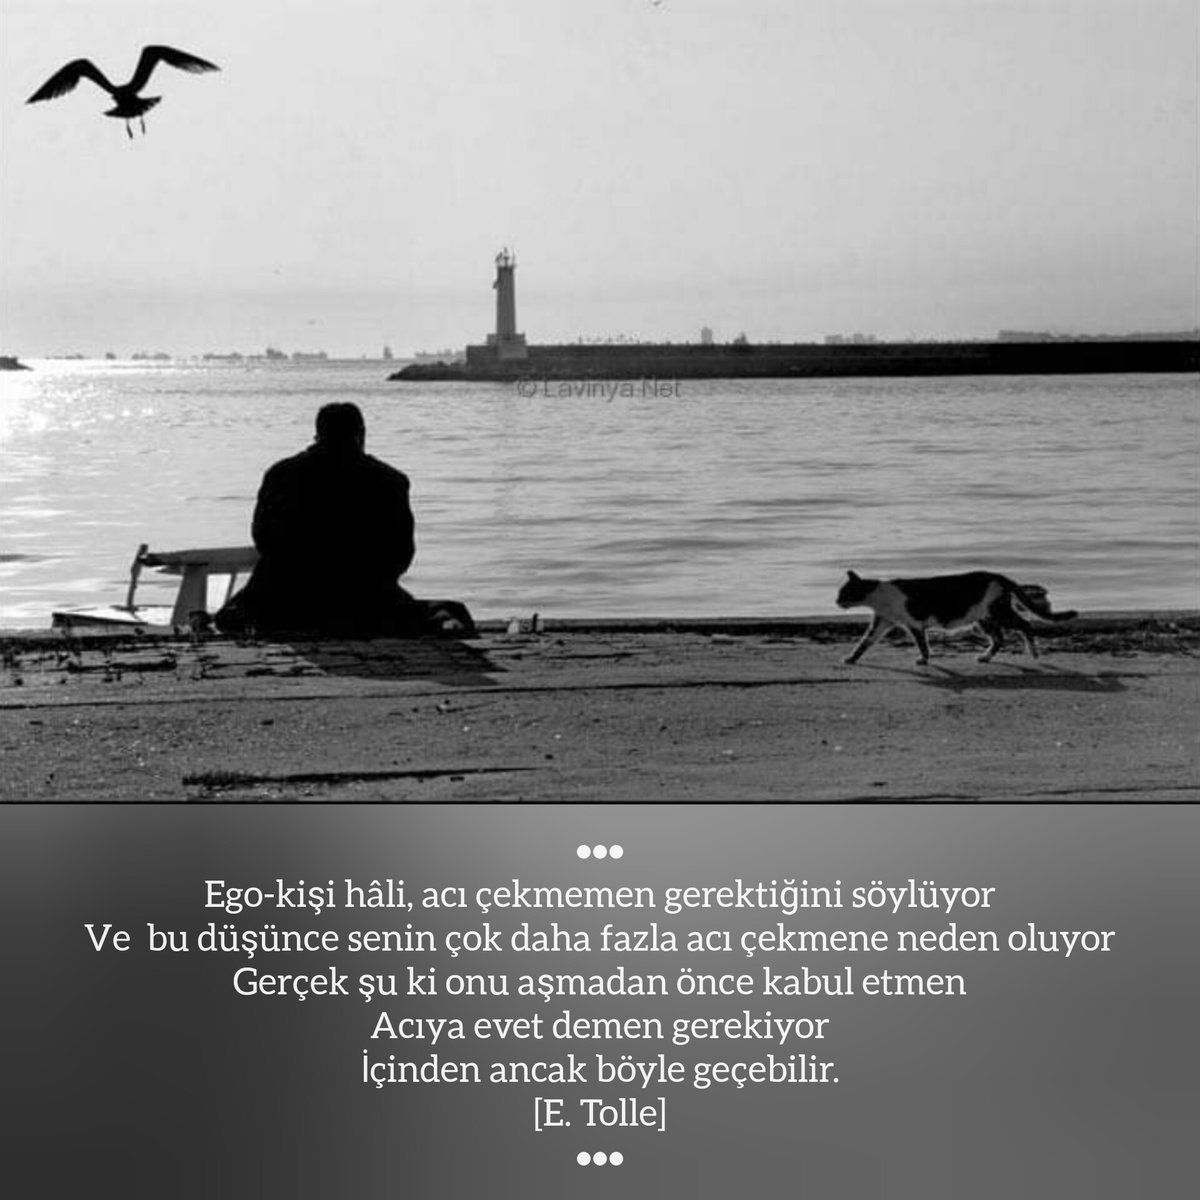 © Lavinya Net
Ego-kişi hâli, acı çekmemen gerektiğini söylüyor
Ve  bu düşünce senin çok daha fazla acı çekmene neden oluyor
Gerçek şu ki onu aşmadan önce kabul etmen
Acıya evet demen gerekiyor
İçinden ancak böyle geçebilir.
[E. Tolle]